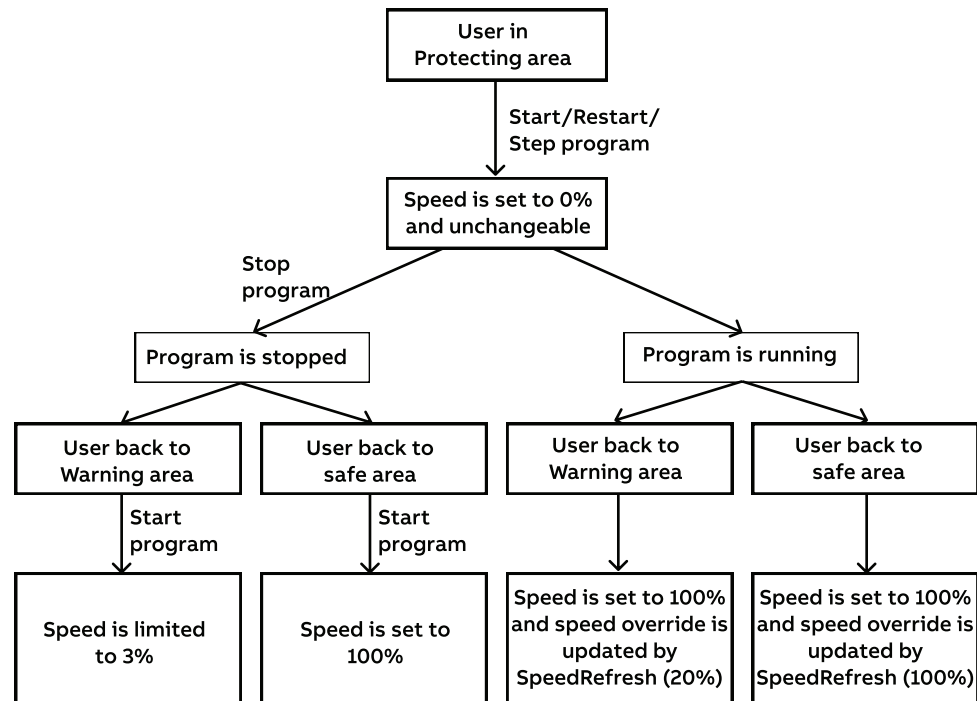 User in
Protecting area
Start/Restart/
Step program
Speed is set to 0%
and unchangeable
Stop
program
Program is stopped
Program is running
User back to
Warning area
User back to
safe area
User back to
Warning area
User back to
safe area
Start
program
Start
program
Speed is limited
to 3%
Speed is set to
100%
Speed is set to 100%
and speed override is
updated by
SpeedRefresh (20%)
Speed is set to 100%
and speed override is
updated by
SpeedRefresh (100%)